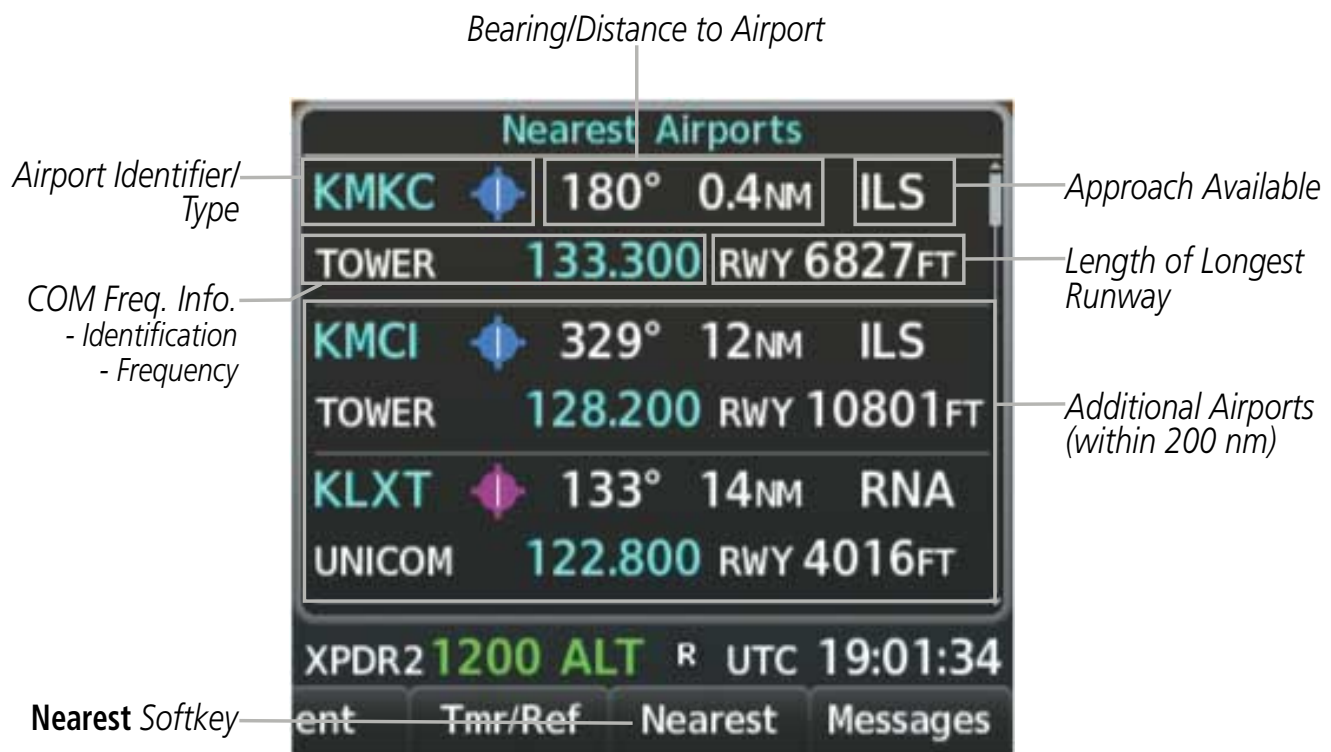 Bearing/Distance to Airport
Nearest Airports
Airport Identifier/
Type
KMKC 180° 0.4NM ILS
Approach Available
TOWER 133.300 RWY 6827FT
Length of Longest
Runway
COM Freq. Info.
- Identification
- Frequency
KMCI 329° 12NM ILS
TOWER 128.200 RWY 10801FT
Additional Airports
(within 200 nm)
KLXT 133° 14NM RNA
UNICOM 122.800 RWY 4016FT
XPDR2 1200 ALT R UTC 19:01:34
Nearest Softkey
ent Tmr/Ref Nearest Messages